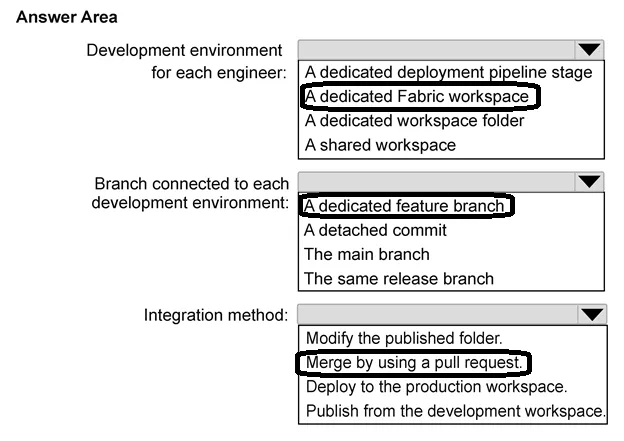 Answer Area
Development environment
for each engineer:
A dedicated deployment pipeline stage
A dedicated Fabric workspace
A dedicated workspace folder
A shared workspace
Branch connected to each
development environment:
A dedicated feature branch
A detached commit
The main branch
The same release branch
Integration method:
Modify the published folder.
Merge by using a pull request.
Deploy to the production workspace.
Publish from the development workspace.